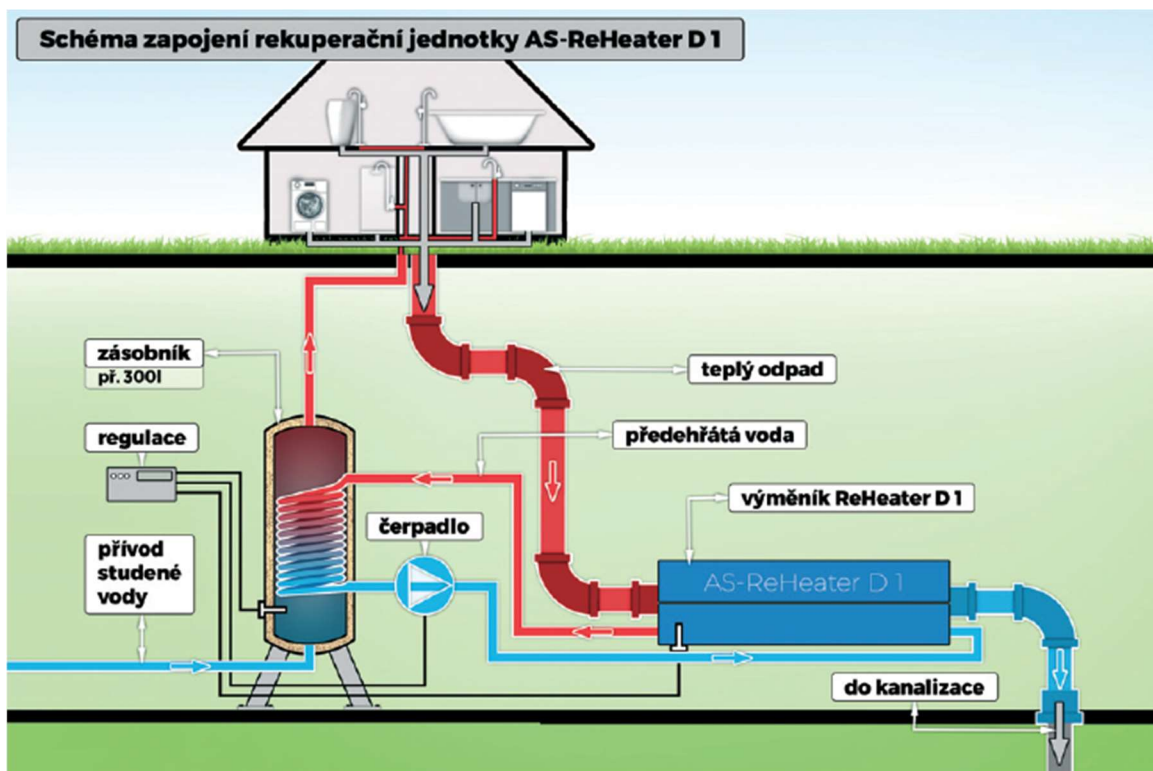 Schéma zapojení rekuperační jednotky AS-ReHeater D 1
zásobník
př. 300l
teplý odpad
regulace
předehřátá voda
výměník ReHeater D 1
čerpadlo
přívod
studené
vody
AS-ReHeater D 1
do kanalizace